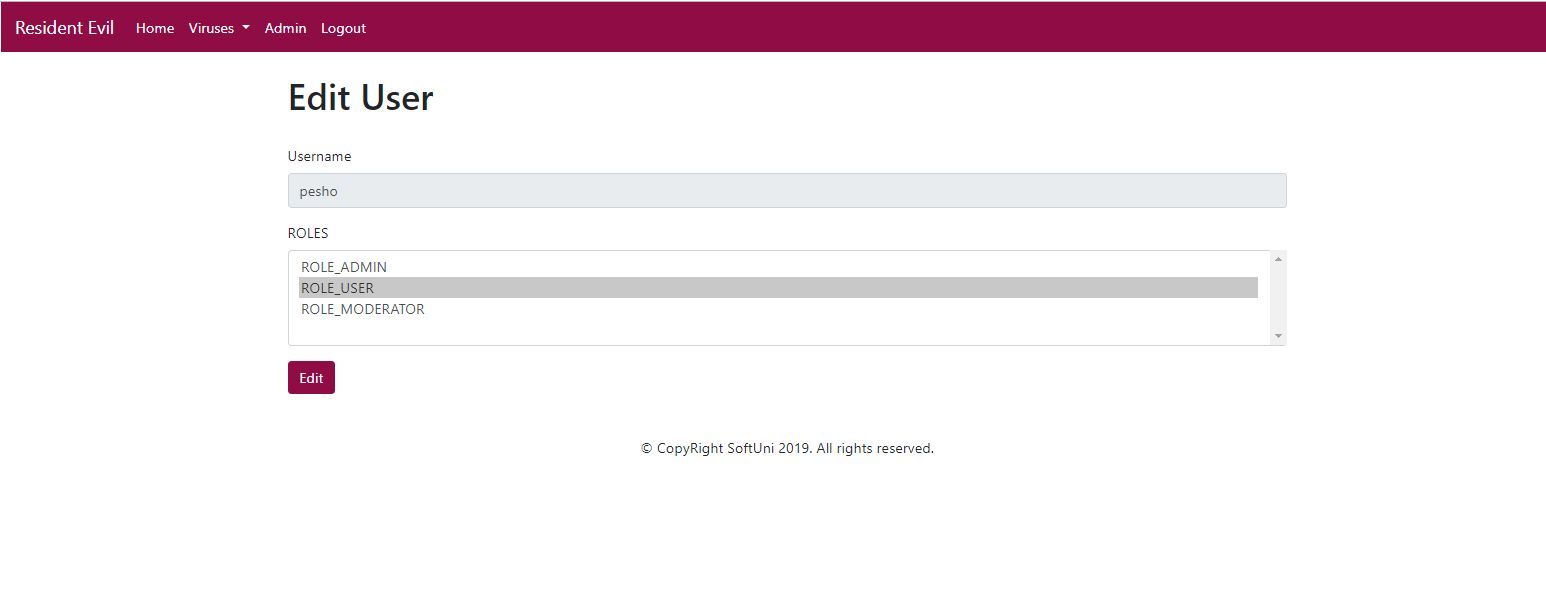 Resident Evil Home Viruses Admin Logout
Edit User
Username
pesho
ROLES
ROLE_ADMIN
ROLE_USER
ROLE_MODERATOR
Edit
© CopyRight SoftUni 2019. All rights reserved.